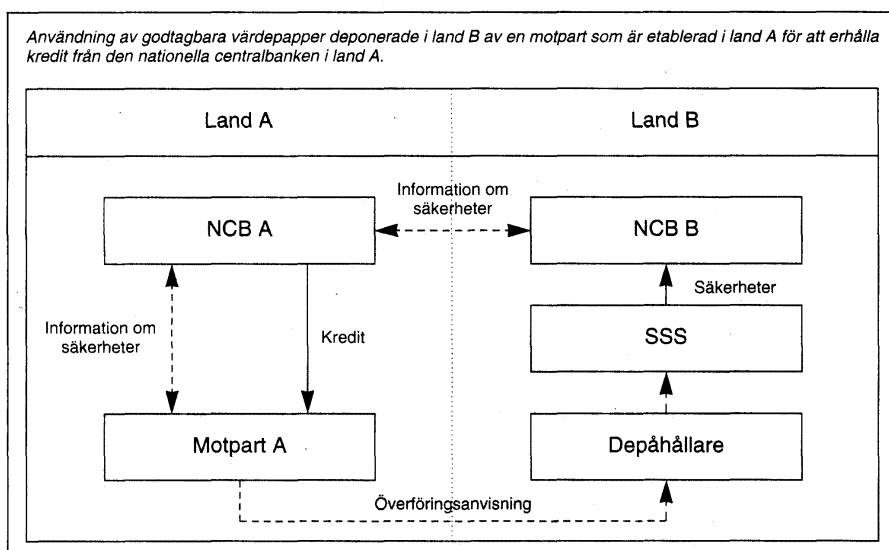 Användning av godtagbara värdepapper deponerade i land B av en motpart som är etablerad i land A för att erhålla
kredit från den nationella centralbanken i land A.
Land A
Land B
Information om
säkerheter
NCB A
NCB B
Säkerheter
Information om
säkerheter
Kredit
SSS
Motpart A
Depåhållare
Överföringsanvisning